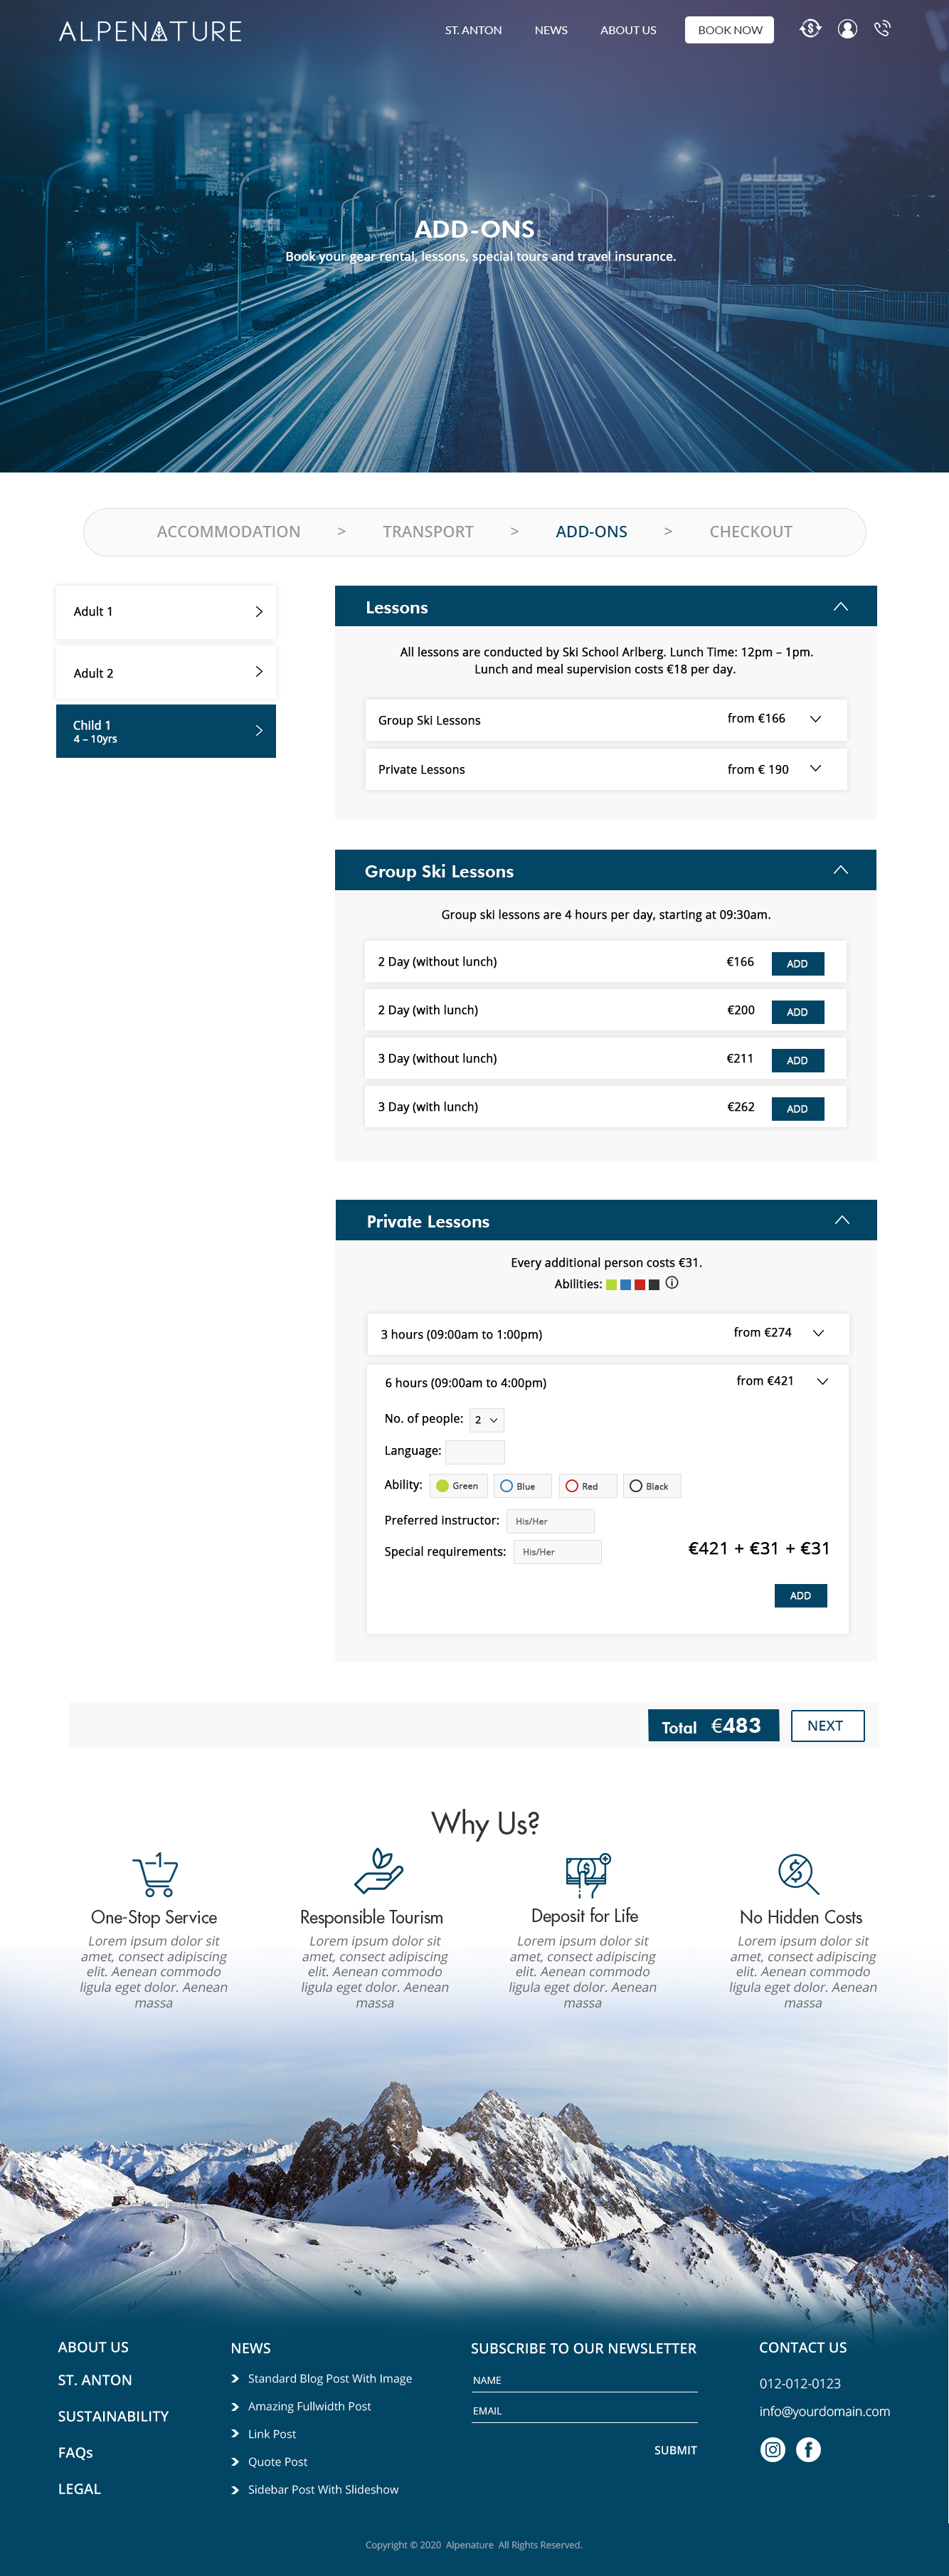 ALPENATURE
ST. ANTON
NEWS
ABOUT US
BOOK NOW
ADD-ONS
Book your gear rental, lessons, special tours and travel insurance.
ACCOMMODATION > TRANSPORT > ADD-ONS > CHECKOUT
Adult 1
Adult 2
Child 1
4 – 10yrs
Lessons
All lessons are conducted by Ski School Arlberg. Lunch Time: 12pm – 1pm.
Lunch and meal supervision costs €18 per day.
Group Ski Lessons from €166
Private Lessons from € 190
Group Ski Lessons
Group ski lessons are 4 hours per day, starting at 09:30am.
2 Day (without lunch) €166 ADD
2 Day (with lunch) €200 ADD
3 Day (without lunch) €211 ADD
3 Day (with lunch) €262 ADD
Private Lessons
Every additional person costs €31.
Abilities:
3 hours (09:00am to 1:00pm) from €274
6 hours (09:00am to 4:00pm) from €421
No. of people: 2
Language:
Ability: Green Blue Red Black
Preferred instructor: His/Her
Special requirements: His/Her
€421 + €31 + €31
ADD
Total €483 NEXT
Why Us?
One-Stop Service
Lorem ipsum dolor sit
amet, consect adipiscing
elit. Aenean commodo
ligula eget dolor. Aenean
massa
Responsible Tourism
Lorem ipsum dolor sit
amet, consect adipiscing
elit. Aenean commodo
ligula eget dolor. Aenean
massa
Deposit for Life
Lorem ipsum dolor sit
amet, consect adipiscing
elit. Aenean commodo
ligula eget dolor. Aenean
massa
No Hidden Costs
Lorem ipsum dolor sit
amet, consect adipiscing
elit. Aenean commodo
ligula eget dolor. Aenean
massa
ABOUT US
ST. ANTON
SUSTAINABILITY
FAQs
LEGAL
NEWS
Standard Blog Post With Image
Amazing Fullwidth Post
Link Post
Quote Post
Sidebar Post With Slideshow
SUBSCRIBE TO OUR NEWSLETTER
NAME
EMAIL
SUBMIT
CONTACT US
012-012-0123
info@yourdomain.com
Copyright © 2020 Alpenature All Rights Reserved.